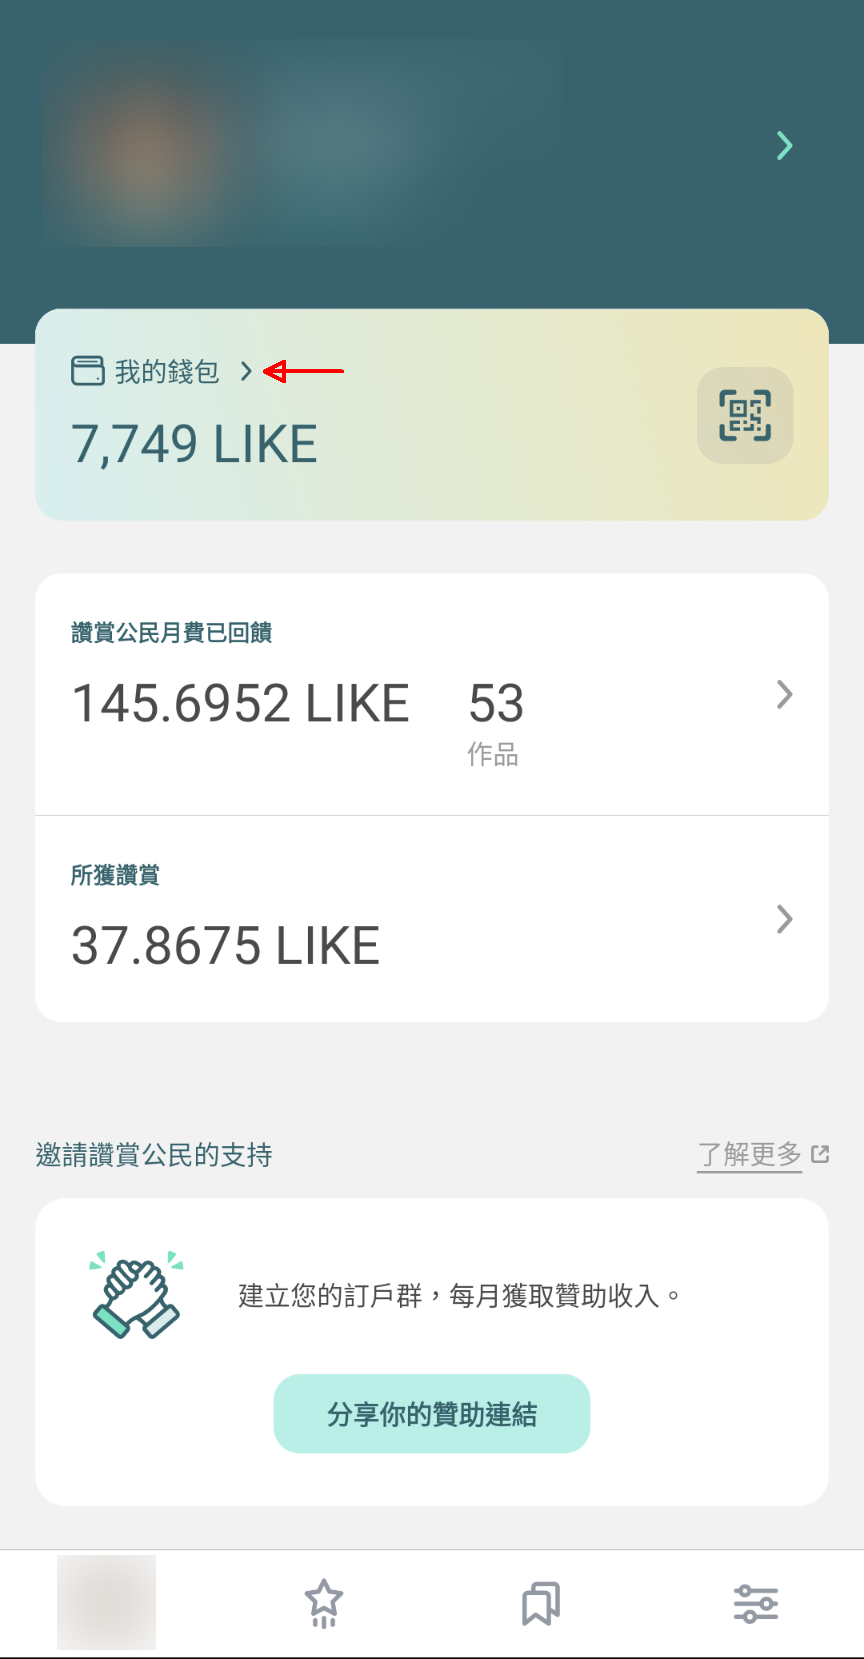 我的錢包
7,749 LIKE
讚賞公民月費已回饋
145.6952 LIKE 53
作品
所獲讚賞
37.8675 LIKE
邀請讚賞公民的支持 了解更多
建立您的訂戶群，每月獲取贊助收入。
分享你的贊助連結